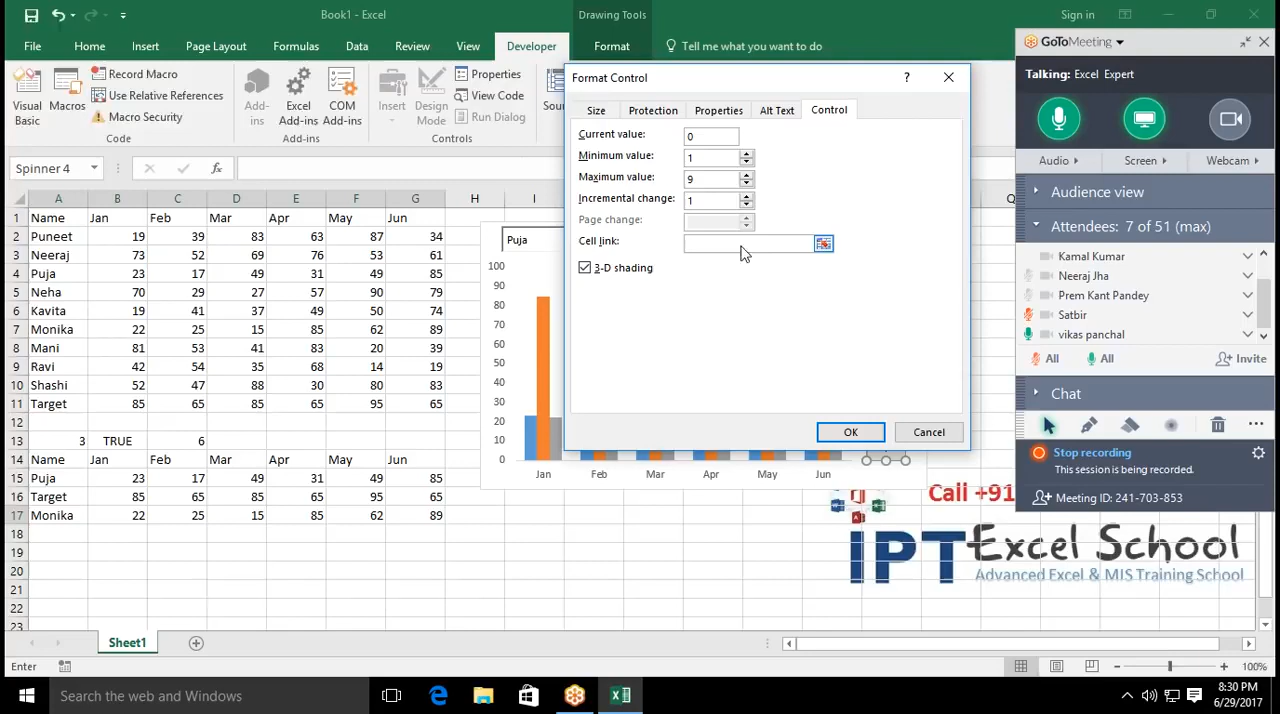 Book1 - Excel
Drawing Tools
Sign in
File Home Insert Page Layout Formulas Data Review View Developer Format Tell me what you want to do
Visual Basic
Macros
Record Macro
Use Relative References
Macro Security
Code
Add-ins
Excel Add-ins
COM Add-ins
Add-ins
Insert
Design Mode
Properties
View Code
Run Dialog
Controls
Sour
Spinner 4
fx
A B C D E F G H I Q
1 Name Jan Feb Mar Apr May Jun
2 Puneet 19 39 83 63 87 34
3 Neeraj 73 52 69 76 53 61
4 Puja 23 17 49 31 49 85
5 Neha 70 29 27 57 90 79
6 Kavita 19 41 37 49 50 74
7 Monika 22 25 15 85 62 89
8 Mani 81 53 41 83 20 39
9 Ravi 42 54 35 68 14 19
10 Shashi 52 47 88 30 80 83
11 Target 85 65 85 65 95 65
12
13 3 TRUE 6
14 Name Jan Feb Mar Apr May Jun
15 Puja 23 17 49 31 49 85
16 Target 85 65 85 65 95 65
17 Monika 22 25 15 85 62 89
18
19
20
21
22
23
Puja
100
90
80
70
60
50
40
30
20
10
0
Jan Feb Mar Apr May Jun
Format Control
?
Size Protection Properties Alt Text Control
Current value: 0
Minimum value: 1
Maximum value: 9
Incremental change: 1
Page change:
Cell link:
3-D shading
OK Cancel
GoToMeeting
Talking: Excel Expert
Audio Screen Webcam
Audience view
Attendees: 7 of 51 (max)
Kamal Kumar
Neeraj Jha
Prem Kant Pandey
Satbir
vikas panchal
All All Invite
Chat
Stop recording
This session is being recorded.
Meeting ID: 241-703-853
Call +91
IPT Excel School
Advanced Excel & MIS Training School
Sheet1
Enter
100%
Search the web and Windows
8:30 PM
6/29/2017